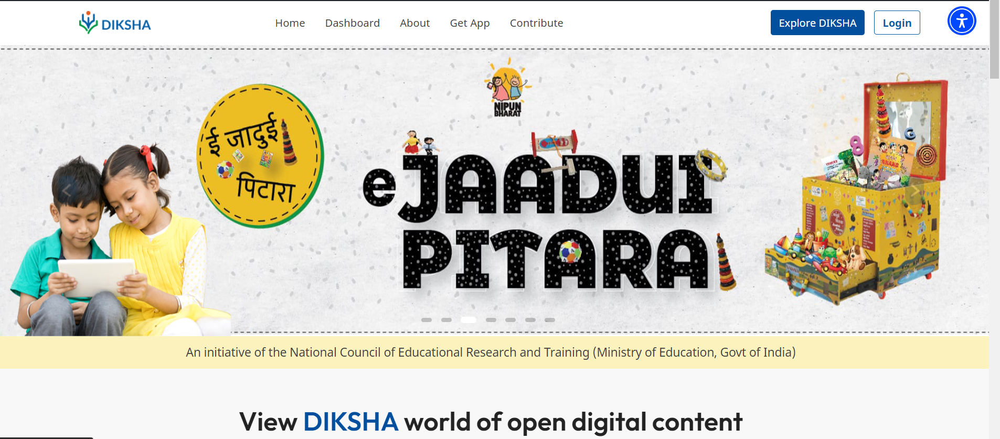 DIKSHA
Home
Dashboard
About
Get App
Contribute
Explore DIKSHA
Login
NIPUN
BHARAT
ई जादुई
पिटारा
eJAADUI
PITARA
An initiative of the National Council of Educational Research and Training (Ministry of Education, Govt of India)
View DIKSHA world of open digital content